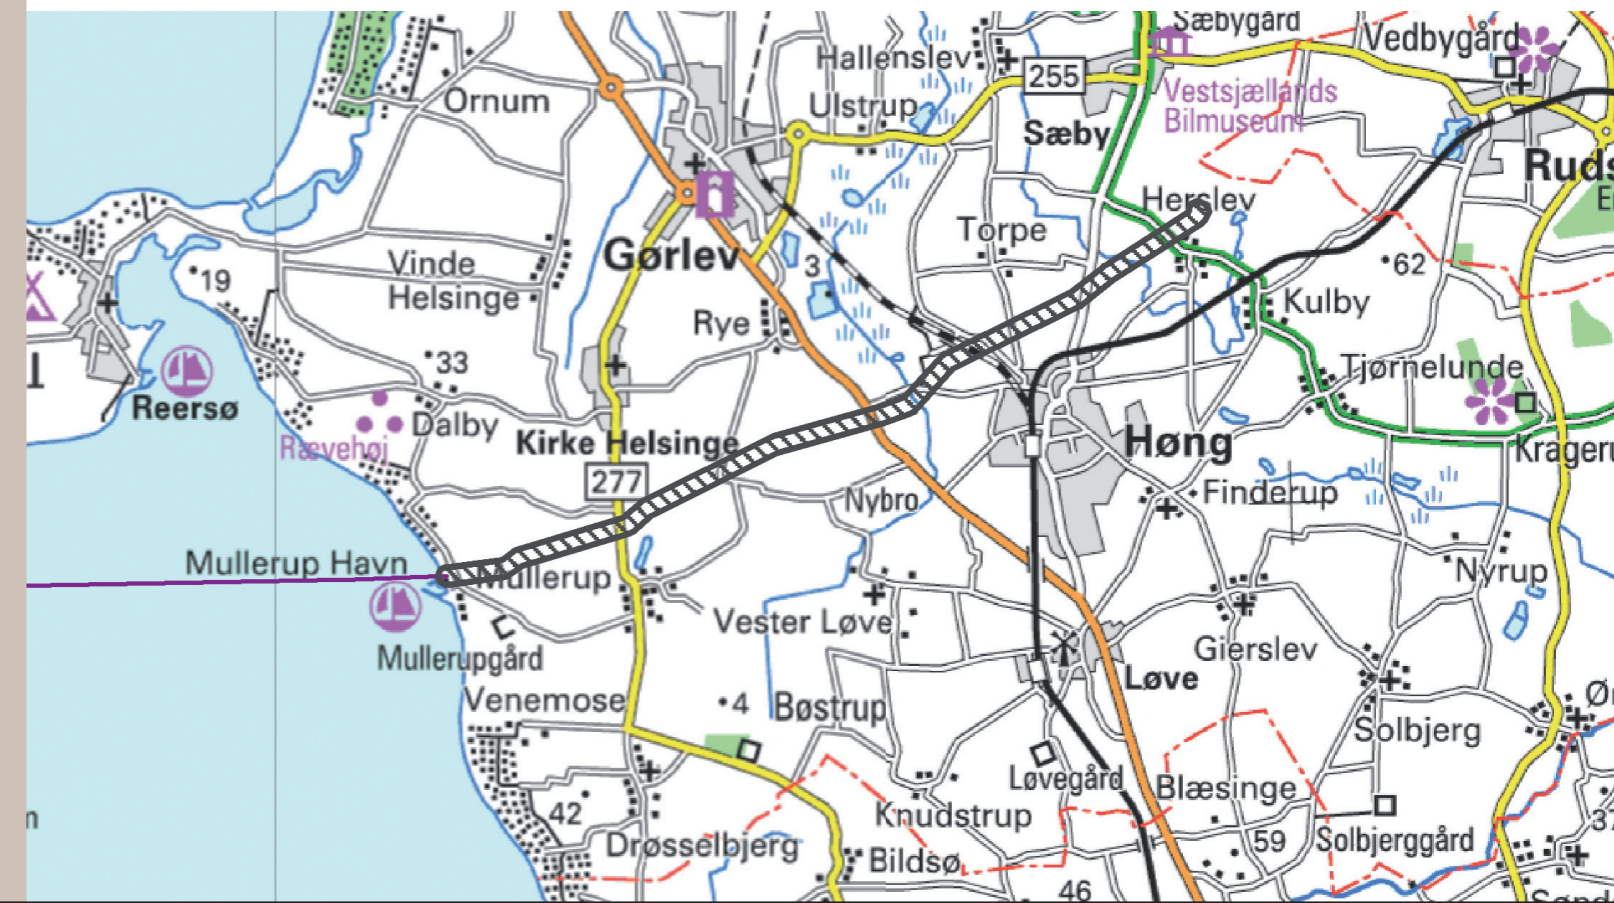 Sæbygård
Hallenslev
Vedbygård
255
Ornum
Ulstrup
Vestsjællands
Bilmuseum
Sæby
Ruds
Herslev
Torpe
Gørlev
Vinde
Helsinge
3
19
62
Kulby
Rye
33
Tjørnelunde
Reersø
Dalby
Rævehøj
Kirke Helsinge
Høng
Krageru
277
Nybro
Finderup
Mullerup Havn
Mullerup
Nyrup
Vester Løve
Mullerupgård
Gierslev
Løve
Venemose
4
Bøstrup
Solbjerg
Løvegård
Blæsinge
42
Knudstrup
Drøsselbjerg
59
Solbjerggård
Bildsø
46